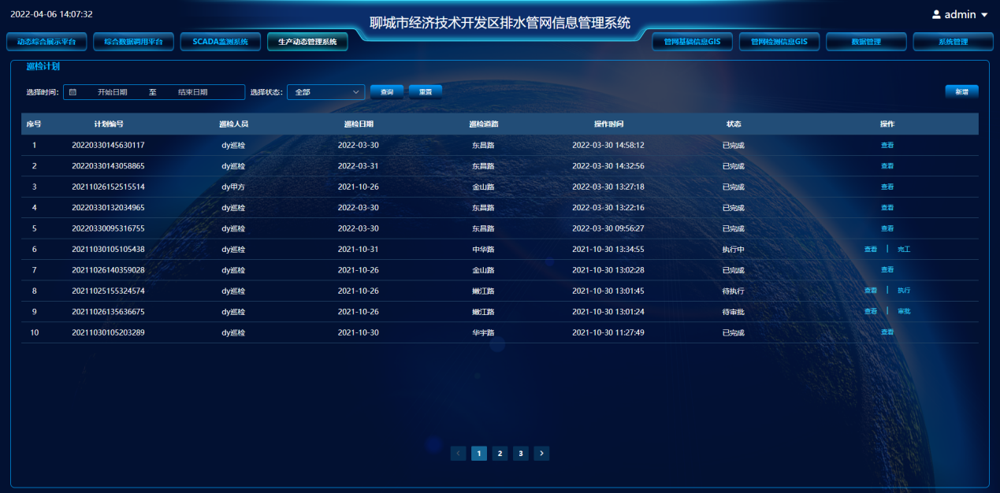 2022-04-06 14:07:32
聊城市经济技术开发区排水管网信息管理系统
admin
动态综合展示平台 综合数据调用平台 SCADA监测系统 生产动态管理系统 管网基础信息GIS 管网检测信息GIS 数据管理 系统管理
巡检计划
选择时间: 开始日期 至 结束日期 选择状态: 全部 查询 重置 新增
序号 计划编号 巡检人员 巡检日期 巡检道路 操作时间 状态 操作
1 20220330145630117 dy巡检 2022-03-30 东昌路 2022-03-30 14:58:12 已完成 查看
2 20220330143058865 dy巡检 2022-03-31 东昌路 2022-03-30 14:32:56 已完成 查看
3 20211026152515514 dy甲方 2021-10-26 金山路 2022-03-30 13:27:18 已完成 查看
4 20220330132034965 dy巡检 2022-03-30 东昌路 2022-03-30 13:22:16 已完成 查看
5 20220330095316755 dy巡检 2022-03-30 东昌路 2022-03-30 09:56:27 已完成 查看
6 20211030105105438 dy巡检 2021-10-31 中华路 2021-10-30 13:34:55 执行中 查看 | 完工
7 20211026140359028 dy巡检 2021-10-26 金山路 2021-10-30 13:02:28 已完成 查看
8 20211025155324574 dy巡检 2021-10-26 嫩江路 2021-10-30 13:01:45 待执行 查看 | 执行
9 20211026135636675 dy巡检 2021-10-26 嫩江路 2021-10-30 13:01:24 待审批 查看 | 审批
10 20211030105203289 dy巡检 2021-10-30 华宇路 2021-10-30 11:27:49 已完成 查看
< 1 2 3 >